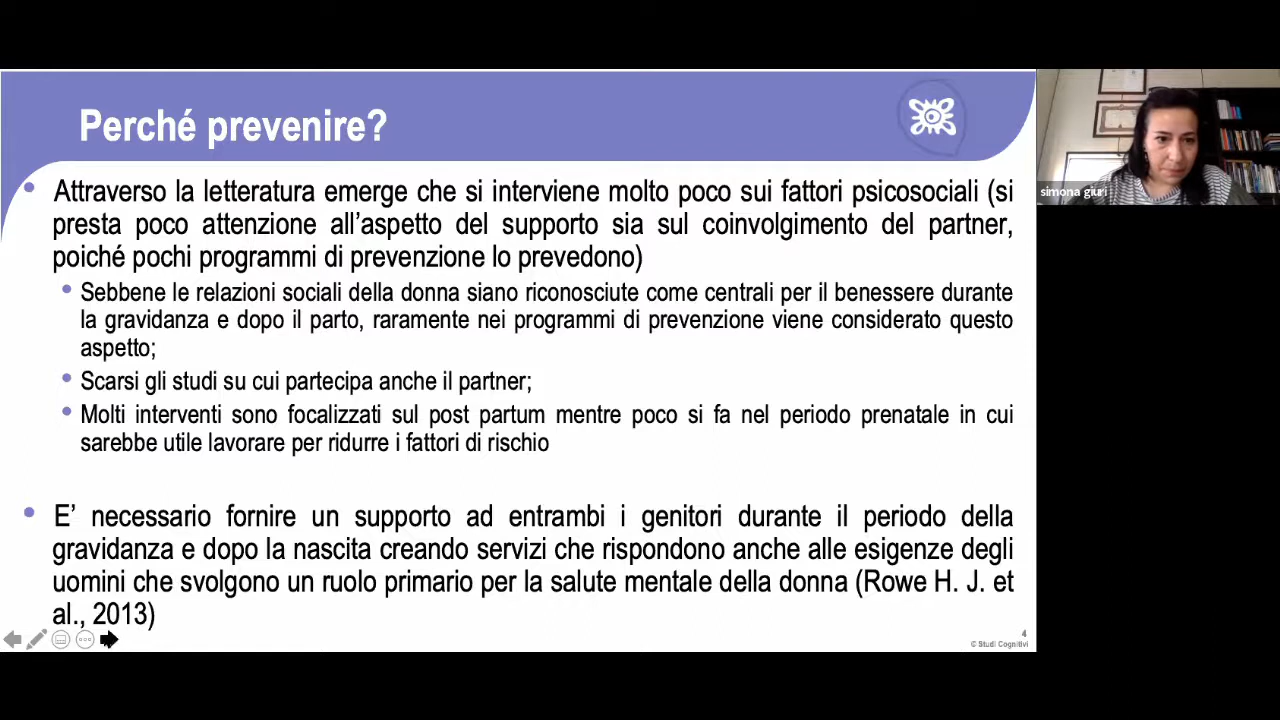 Perché prevenire?
Attraverso la letteratura emerge che si interviene molto poco sui fattori psicosociali (si
presta poco attenzione all’aspetto del supporto sia sul coinvolgimento del partner,
poiché pochi programmi di prevenzione lo prevedono)
Sebbene le relazioni sociali della donna siano riconosciute come centrali per il benessere durante
la gravidanza e dopo il parto, raramente nei programmi di prevenzione viene considerato questo
aspetto;
Scarsi gli studi su cui partecipa anche il partner;
Molti interventi sono focalizzati sul post partum mentre poco si fa nel periodo prenatale in cui
sarebbe utile lavorare per ridurre i fattori di rischio
E’ necessario fornire un supporto ad entrambi i genitori durante il periodo della
gravidanza e dopo la nascita creando servizi che rispondono anche alle esigenze degli
uomini che svolgono un ruolo primario per la salute mentale della donna (Rowe H. J. et
al., 2013)
4
© Studi Cognitivi
simona giuri